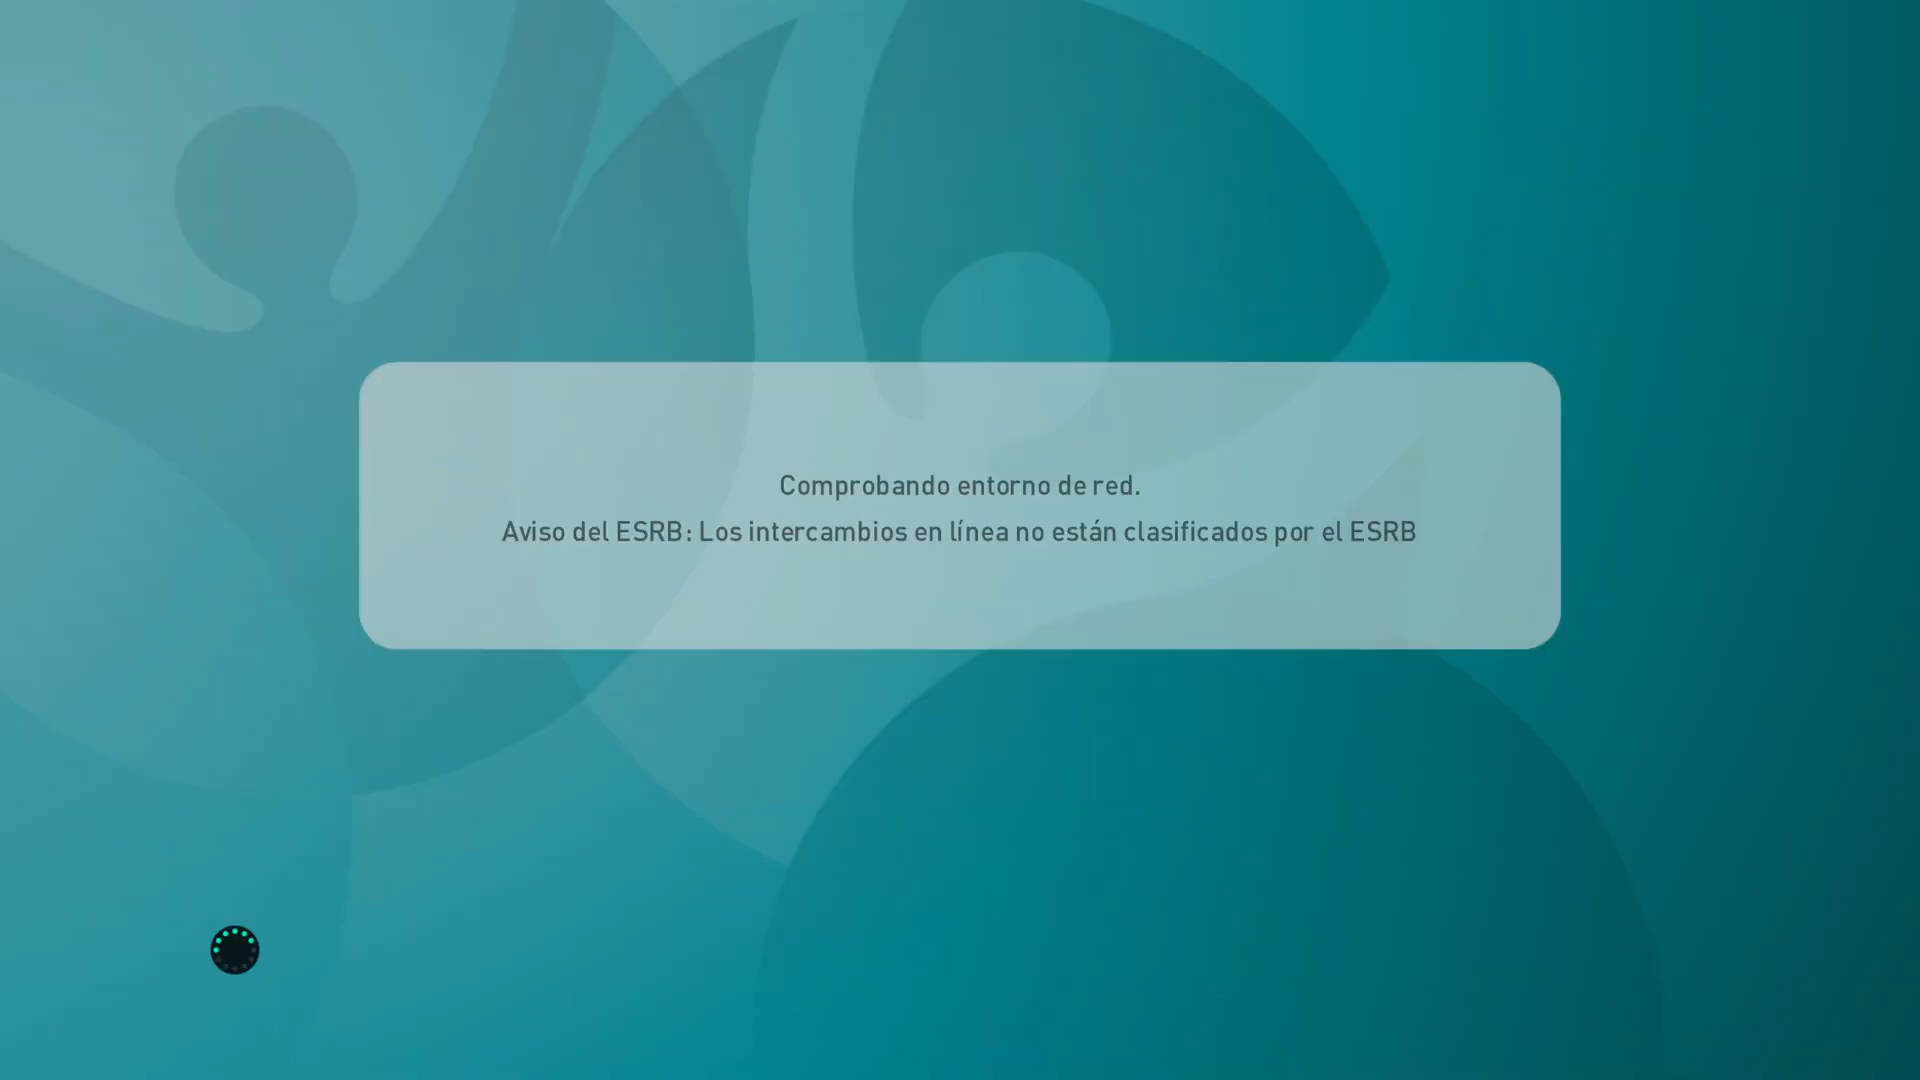 Comprobando entorno de red.
Aviso del ESRB: Los intercambios en línea no están clasificados por el ESRB